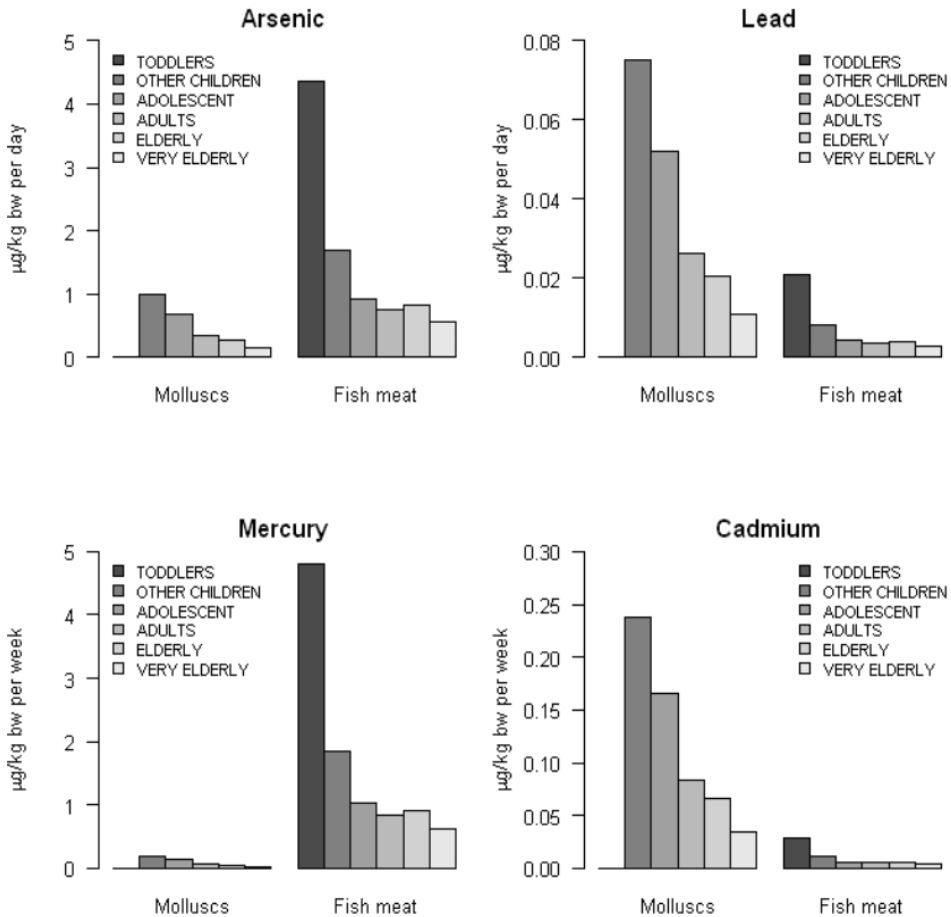 Arsenic
µg/kg bw per day
5
4
3
2
1
0
TODDLERS
OTHER CHILDREN
ADOLESCENT
ADULTS
ELDERLY
VERY ELDERLY
Molluscs
Fish meat
Lead
µg/kg bw per day
0.08
0.06
0.04
0.02
0.00
TODDLERS
OTHER CHILDREN
ADOLESCENT
ADULTS
ELDERLY
VERY ELDERLY
Molluscs
Fish meat
Mercury
µg/kg bw per week
5
4
3
2
1
0
TODDLERS
OTHER CHILDREN
ADOLESCENT
ADULTS
ELDERLY
VERY ELDERLY
Molluscs
Fish meat
Cadmium
µg/kg bw per week
0.30
0.25
0.20
0.15
0.10
0.05
0.00
TODDLERS
OTHER CHILDREN
ADOLESCENT
ADULTS
ELDERLY
VERY ELDERLY
Molluscs
Fish meat